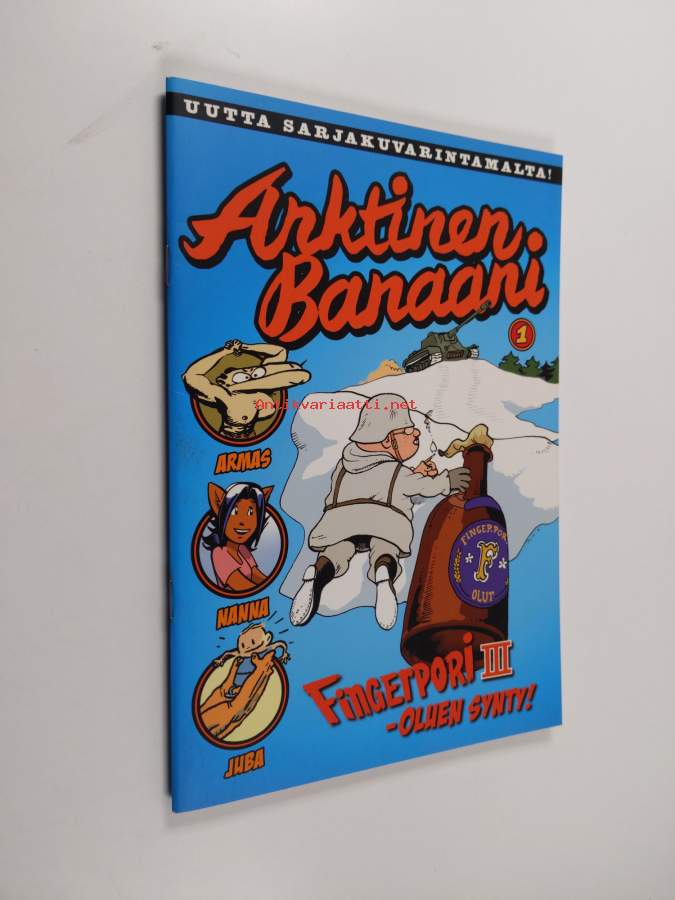 UUTTA SARJAKUVARINTAMALTA!
Arktinen
Banaani
1
Antikvariaatti.net
ARMAS
NANNA
JUBA
FINGERPORI
F
OLUT
FINGERPORI III
-OLUEN SYNTY!